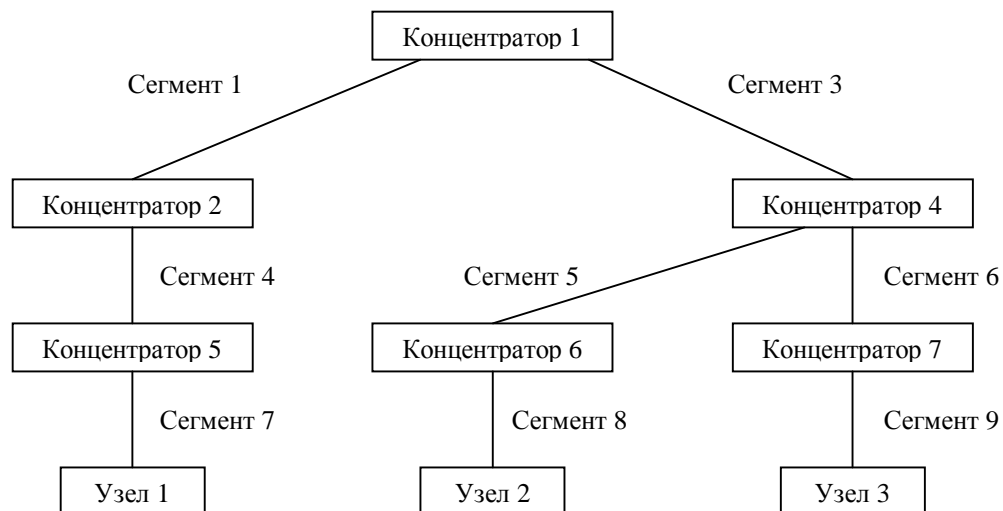 Концентратор 1
Сегмент 1
Сегмент 3
Концентратор 2
Концентратор 4
Сегмент 4
Сегмент 5
Сегмент 6
Концентратор 5
Концентратор 6
Концентратор 7
Сегмент 7
Сегмент 8
Сегмент 9
Узел 1
Узел 2
Узел 3